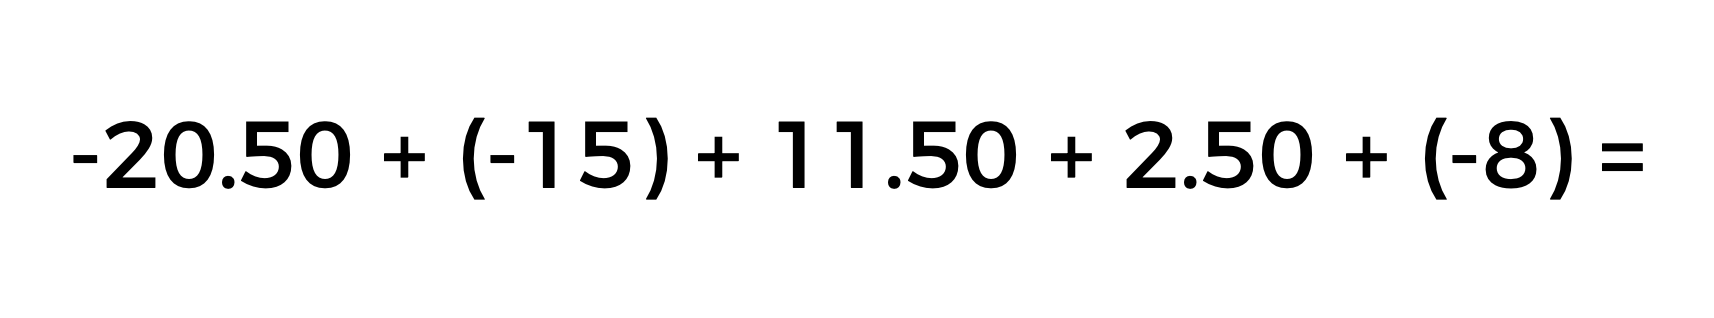 -20.50 + (-15) + 11.50 + 2.50 + (-8) =